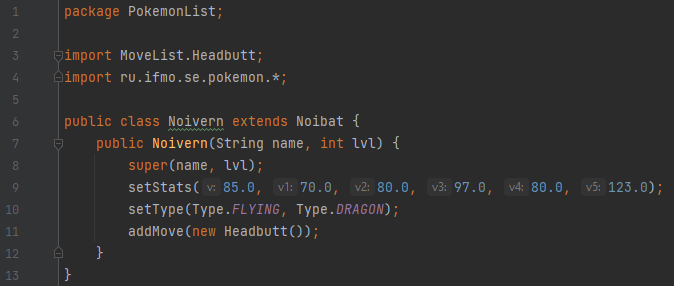 1 package PokemonList;
2
3 import MoveList.Headbutt;
4 import ru.ifmo.se.pokemon.*;
5
6 public class Noivern extends Noibat {
7 public Noivern(String name, int lvl) {
8 super(name, lvl);
9 setStats( v: 85.0, v1: 70.0, v2: 80.0, v3: 97.0, v4: 80.0, v5: 123.0);
10 setType(Type.FLYING, Type.DRAGON);
11 addMove(new Headbutt());
12 }
13 }